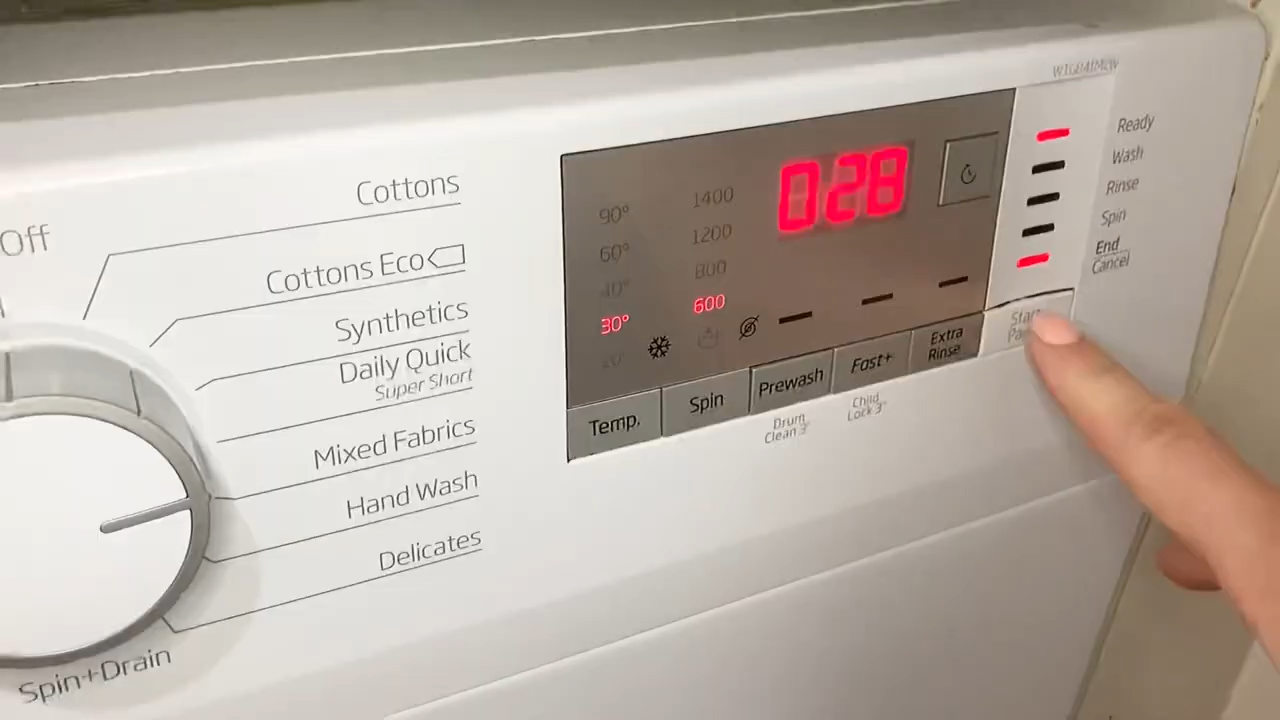 Off
Cottons
Cottons Eco
Synthetics
Daily Quick
Super Short
Mixed Fabrics
Hand Wash
Delicates
Spin+Drain
90°
60°
40°
30°
20°
1400
1200
800
600
028
Temp.
Spin
Prewash
Fast+
Extra
Rinse
Drum
Clean 3"
Child
Lock 3"
Ready
Wash
Rinse
Spin
End
Cancel